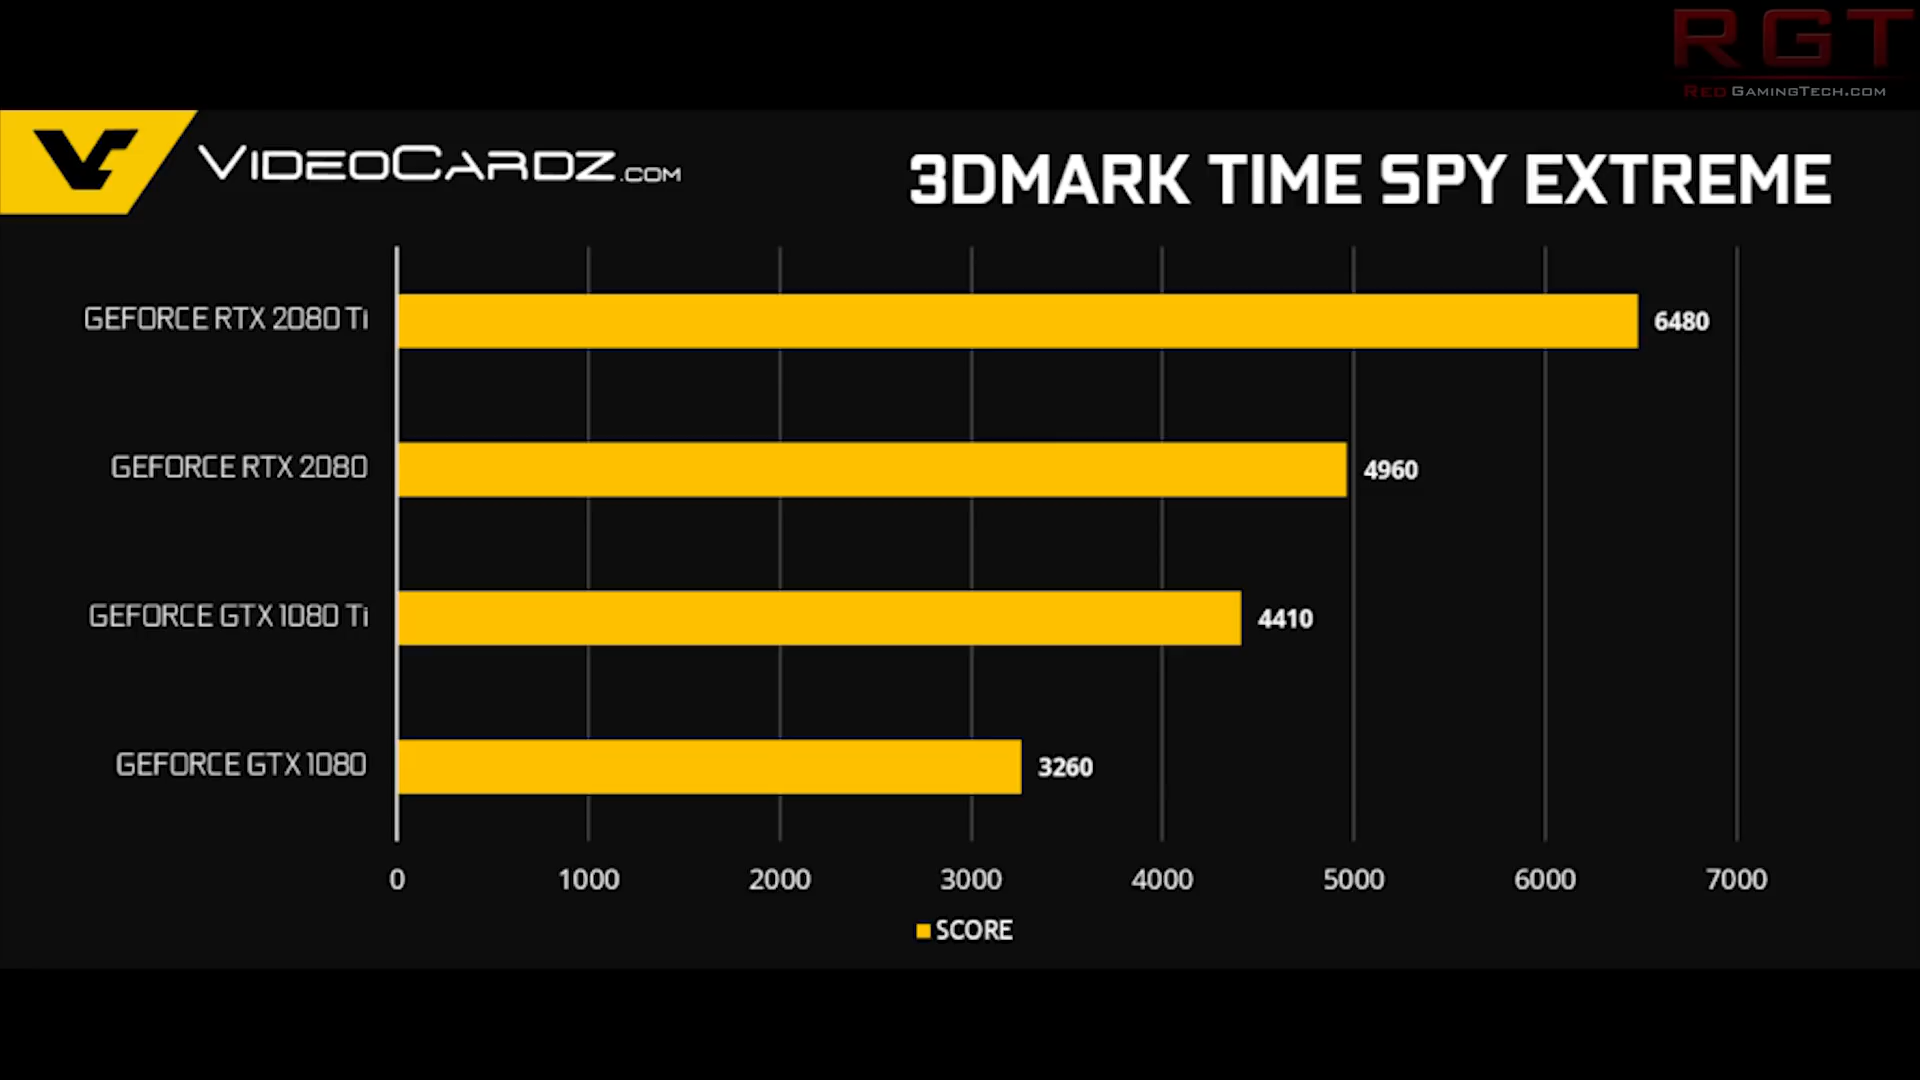 RGT
RED GAMINGTECH.COM
VIDEOCARDZ.COM
3DMARK TIME SPY EXTREME
GEFORCE RTX 2080 Ti
6480
GEFORCE RTX 2080
4960
GEFORCE GTX 1080 Ti
4410
GEFORCE GTX 1080
3260
0 1000 2000 3000 4000 5000 6000 7000
SCORE